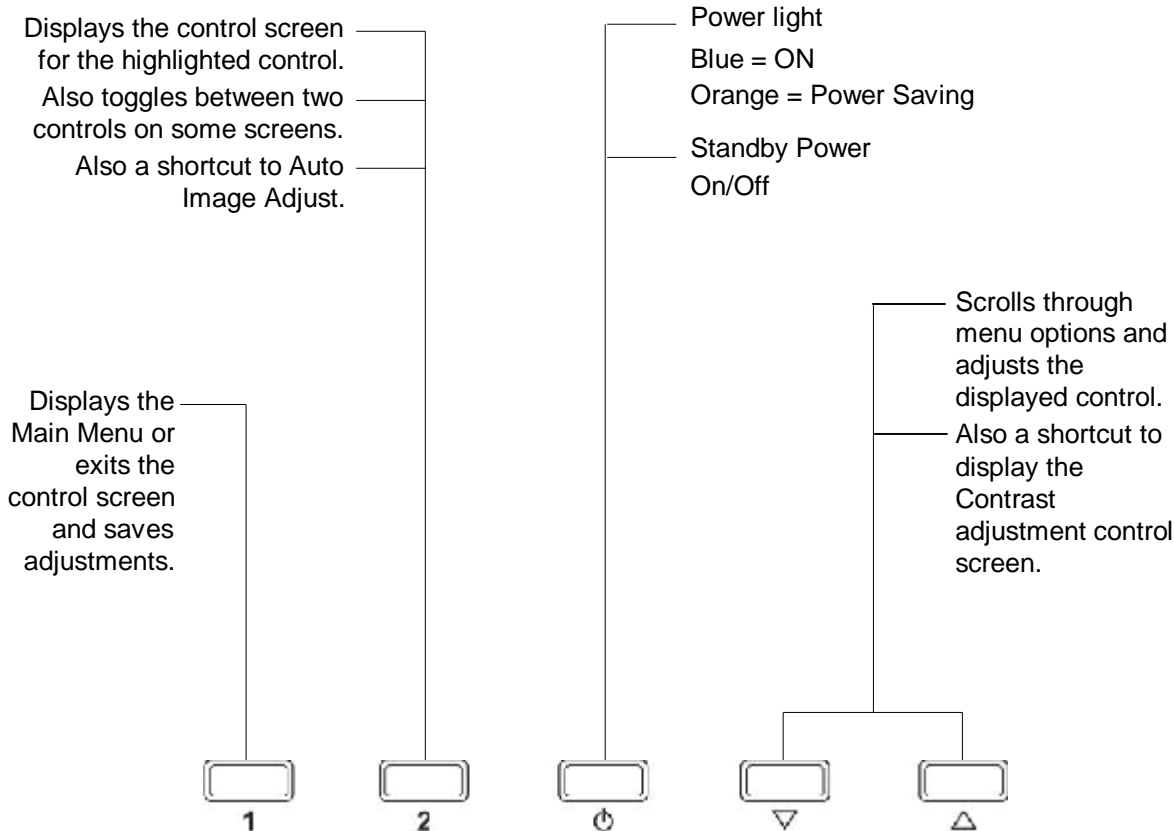 Displays the control screen
for the highlighted control.
Also toggles between two
controls on some screens.
Also a shortcut to Auto
Image Adjust.
Power light
Blue = ON
Orange = Power Saving
Standby Power
On/Off
Scrolls through
menu options and
adjusts the
displayed control.
Also a shortcut to
display the
Contrast
adjustment control
screen.
Displays the
Main Menu or
exits the
control screen
and saves
adjustments.
1
2